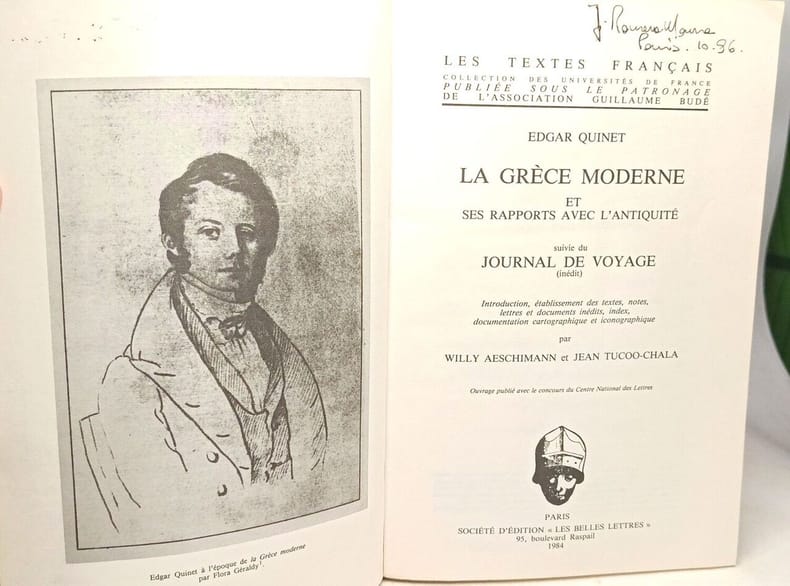 Edgar Quinet à l'époque de la Grèce moderne
par Flora Géraldy¹.
Paris. 10.96.
LES TEXTES FRANÇAIS
COLLECTION DES UNIVERSITÉS DE FRANCE
PUBLIÉE SOUS LE PATRONAGE
DE L'ASSOCIATION GUILLAUME BUDÉ
EDGAR QUINET
LA GRÈCE MODERNE
ET
SES RAPPORTS AVEC L'ANTIQUITÉ
suivie du
JOURNAL DE VOYAGE
(inédit)
Introduction, établissement des textes, notes,
lettres et documents inédits, index,
documentation cartographique et iconographique
par
WILLY AESCHIMANN et JEAN TUCOO-CHALA
Ouvrage publié avec le concours du Centre National des Lettres
PARIS
SOCIÉTÉ D'ÉDITION « LES BELLES LETTRES »
95, boulevard Raspail
1984